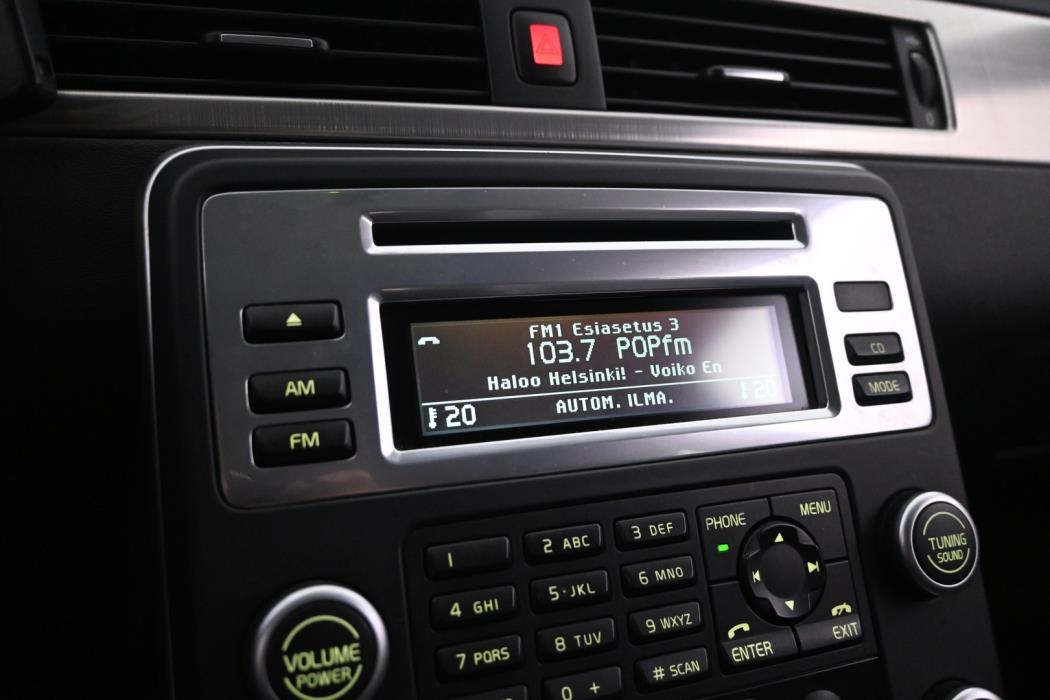 FM1 Esiasetus 3
103.7 POPfm
Haloo Helsinki! - Voiko En
20 AUTOM. ILMA. 20
AM
FM
CD
MODE
1
2 ABC
3 DEF
4 GHI
5 JKL
6 MNO
7 PQRS
8 TUV
9 WXYZ
0 +
# SCAN
PHONE
MENU
ENTER
EXIT
VOLUME
POWER
TUNING
SOUND